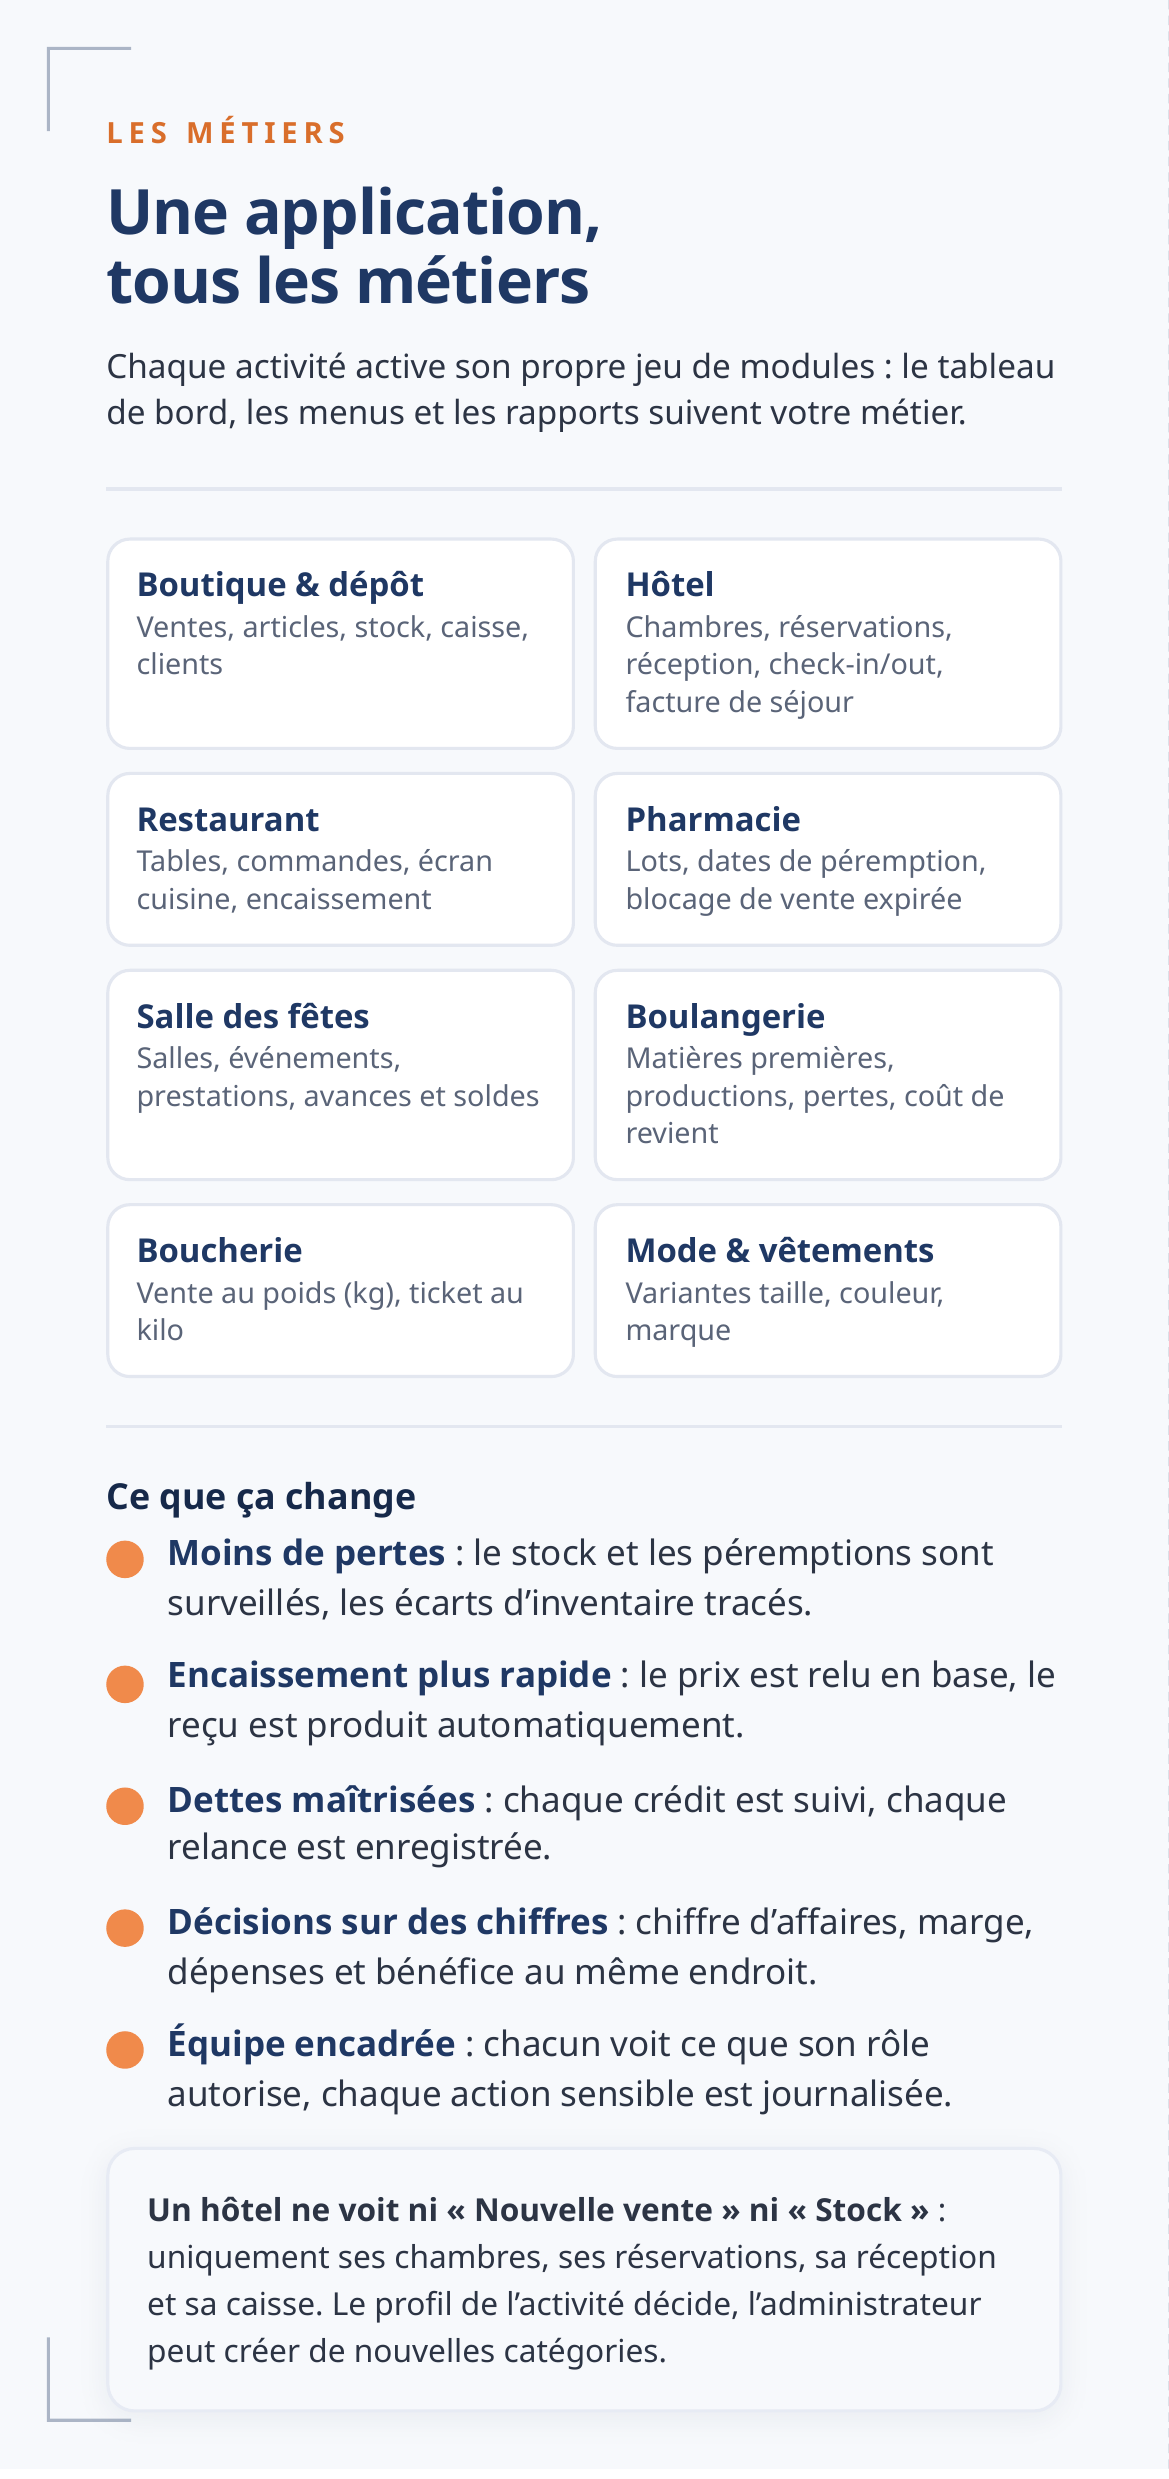 LES MÉTIERS
Une application,
tous les métiers
Chaque activité active son propre jeu de modules : le tableau
de bord, les menus et les rapports suivent votre métier.
Boutique & dépôt
Ventes, articles, stock, caisse,
clients
Hôtel
Chambres, réservations,
réception, check-in/out,
facture de séjour
Restaurant
Tables, commandes, écran
cuisine, encaissement
Pharmacie
Lots, dates de péremption,
blocage de vente expirée
Salle des fêtes
Salles, événements,
prestations, avances et soldes
Boulangerie
Matières premières,
productions, pertes, coût de
revient
Boucherie
Vente au poids (kg), ticket au
kilo
Mode & vêtements
Variantes taille, couleur,
marque
Ce que ça change
Moins de pertes : le stock et les péremptions sont
surveillés, les écarts d’inventaire tracés.
Encaissement plus rapide : le prix est relu en base, le
reçu est produit automatiquement.
Dettes maîtrisées : chaque crédit est suivi, chaque
relance est enregistrée.
Décisions sur des chiffres : chiffre d’affaires, marge,
dépenses et bénéfice au même endroit.
Équipe encadrée : chacun voit ce que son rôle
autorise, chaque action sensible est journalisée.
Un hôtel ne voit ni « Nouvelle vente » ni « Stock » :
uniquement ses chambres, ses réservations, sa réception
et sa caisse. Le profil de l’activité décide, l’administrateur
peut créer de nouvelles catégories.